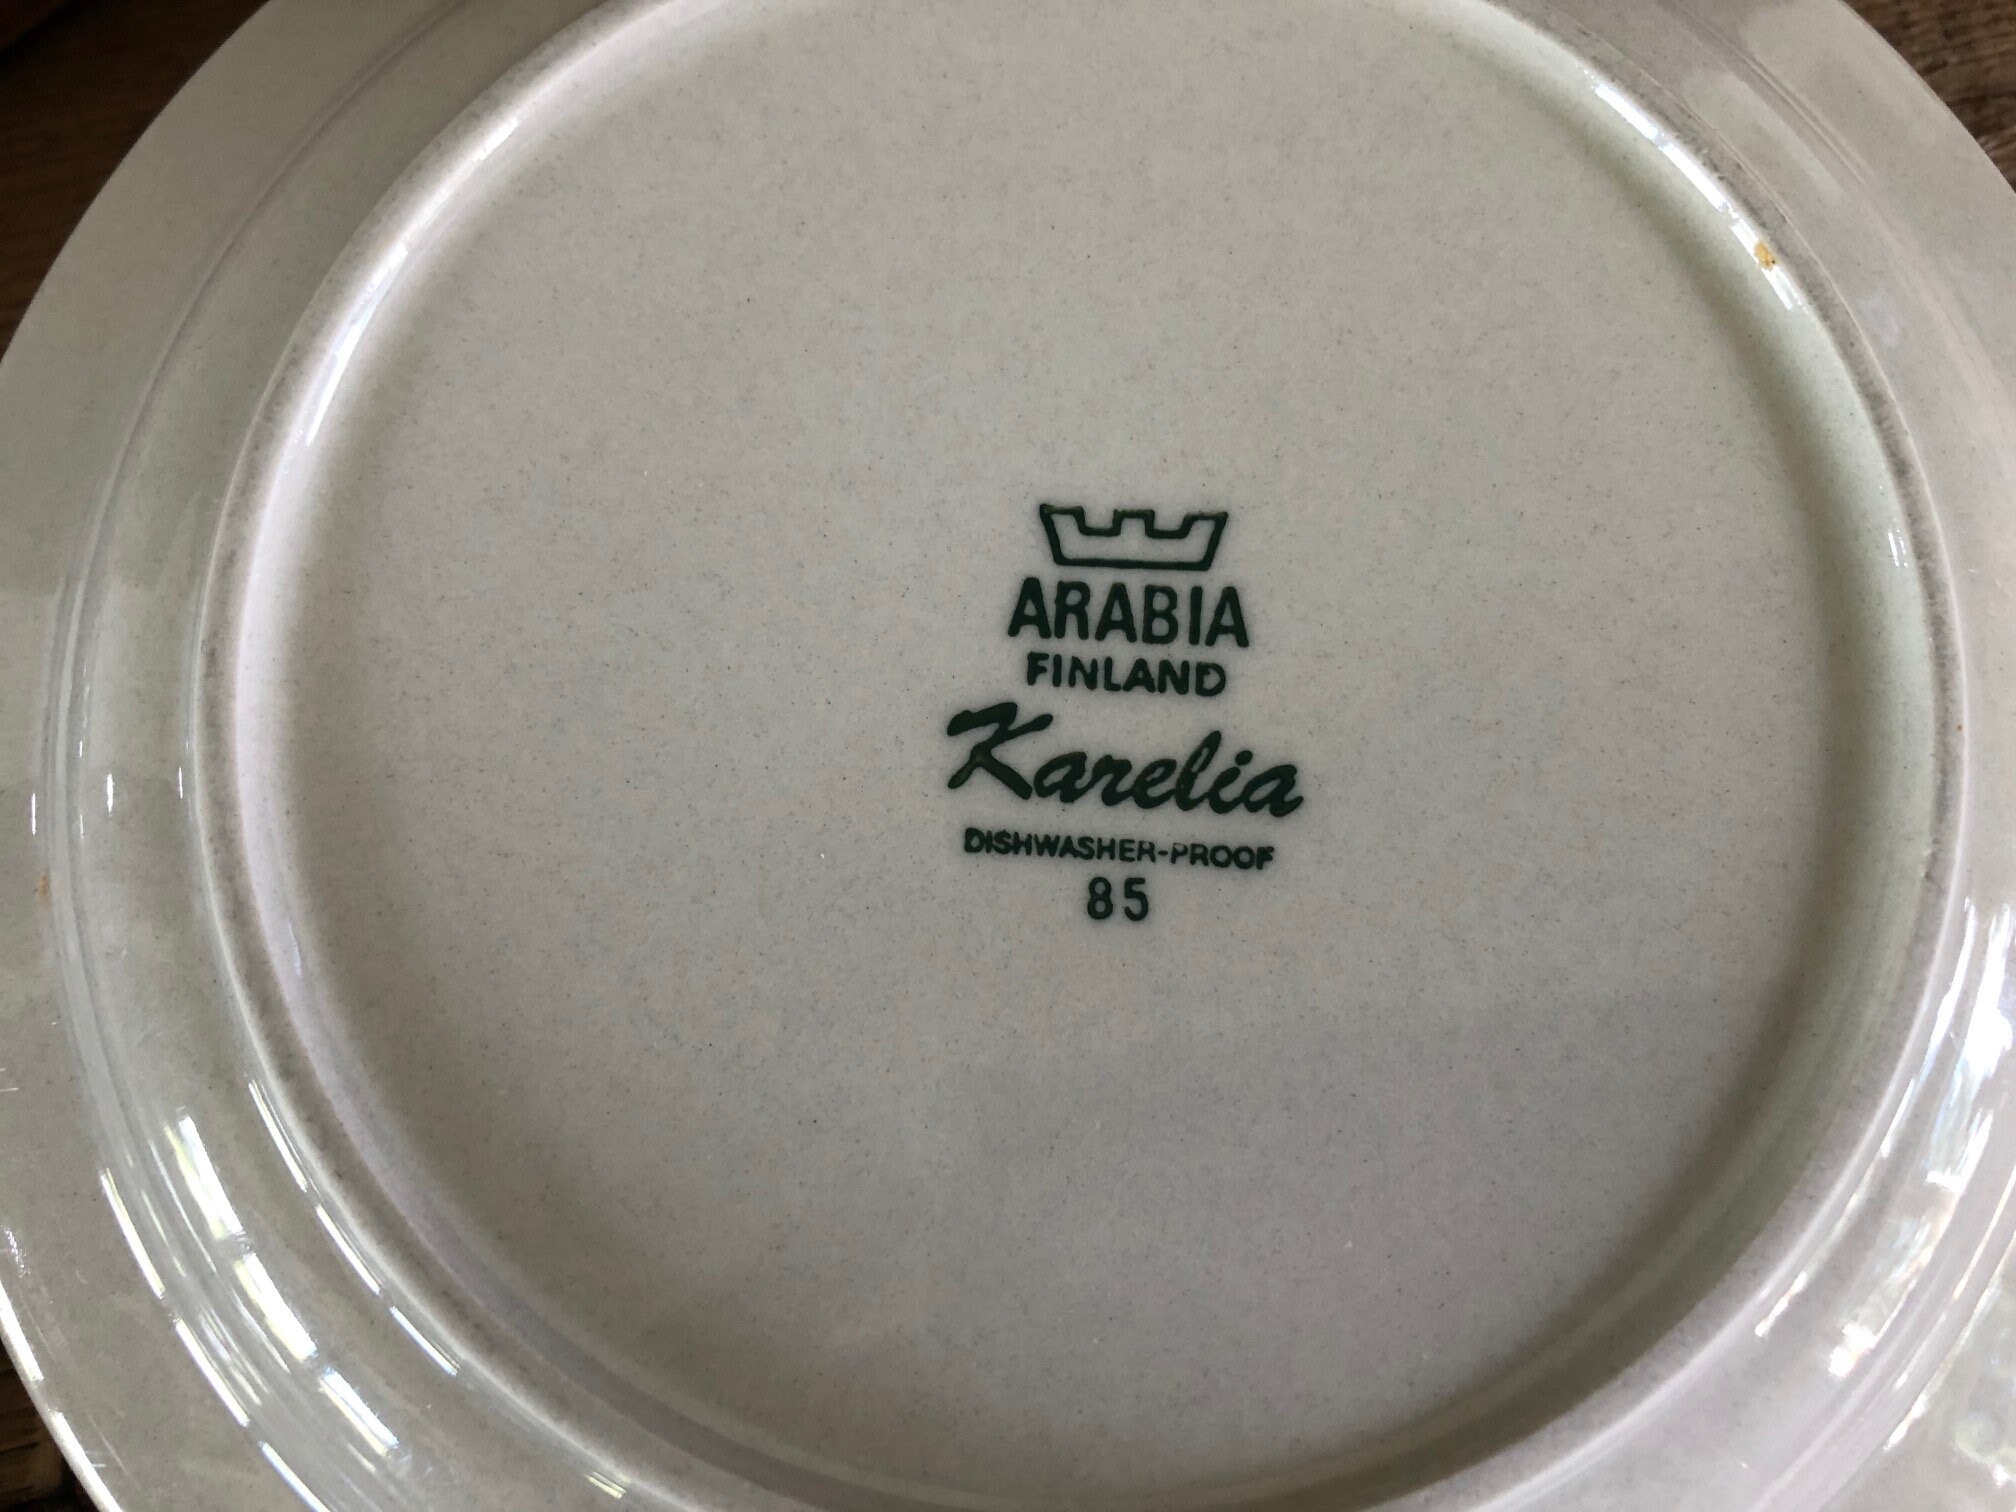 ARABIA
FINLAND
Karelia
DISHWASHER-PROOF
85